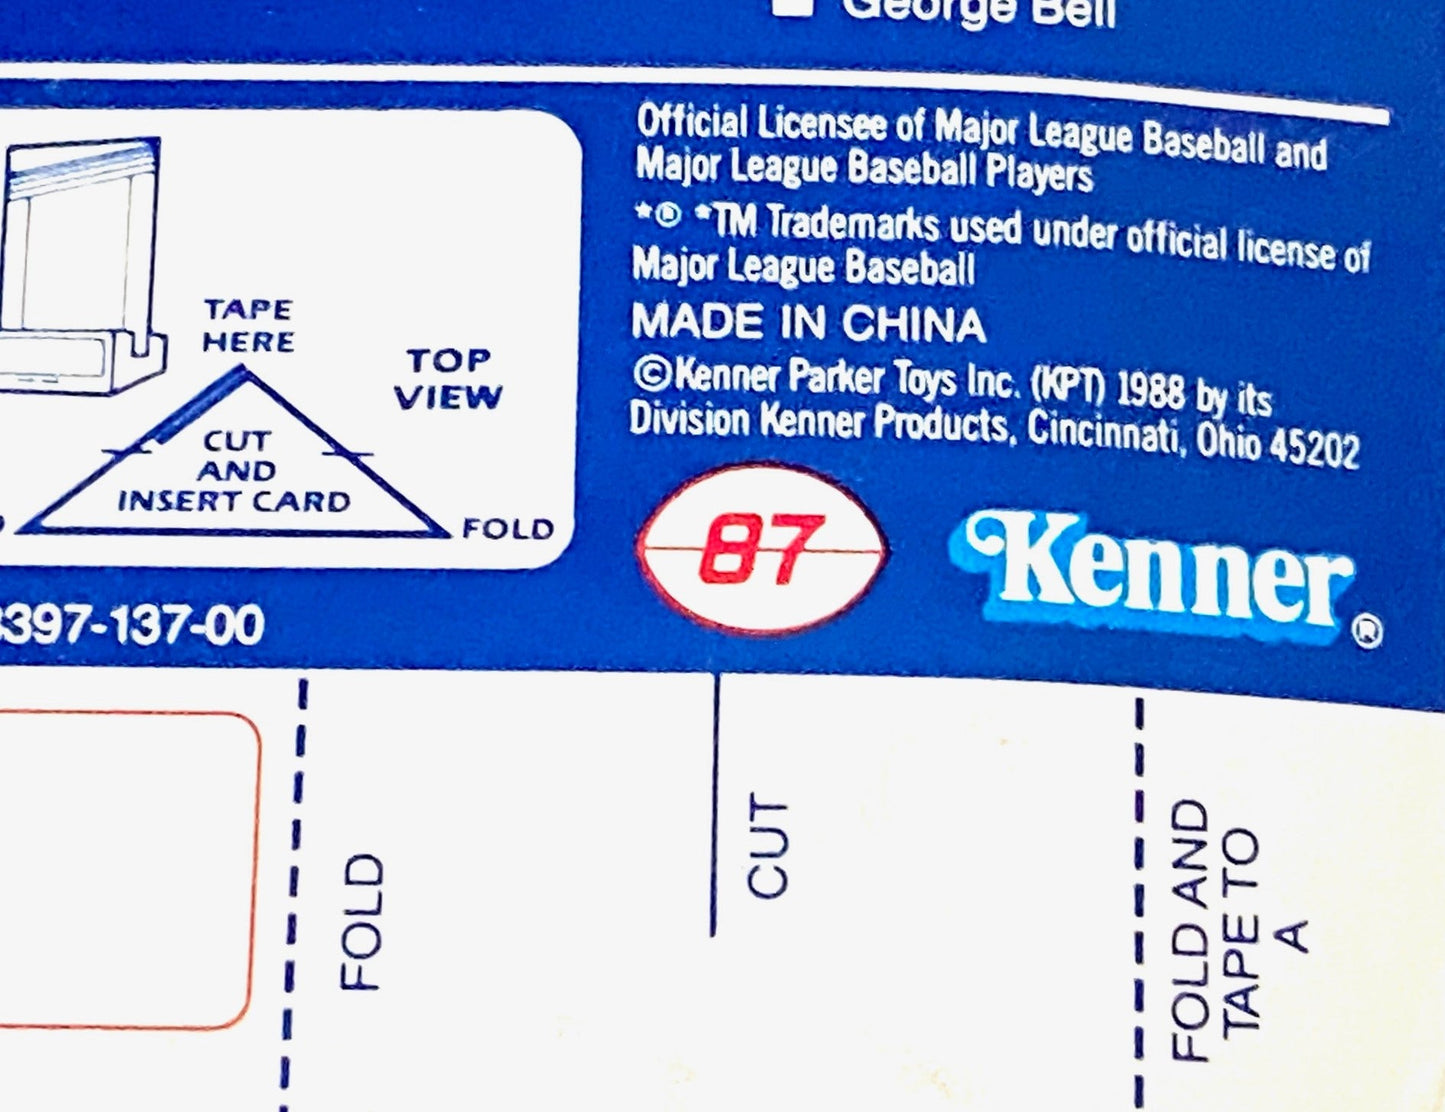 George Bell
Official Licensee of Major League Baseball and
Major League Baseball Players
*® *TM Trademarks used under official license of
Major League Baseball
MADE IN CHINA
©Kenner Parker Toys Inc. (KPT) 1988 by its
Division Kenner Products, Cincinnati, Ohio 45202
TAPE
HERE
TOP
VIEW
CUT
AND
INSERT CARD
FOLD
87
Kenner®
397-137-00
FOLD
CUT
FOLD AND
TAPE TO
A